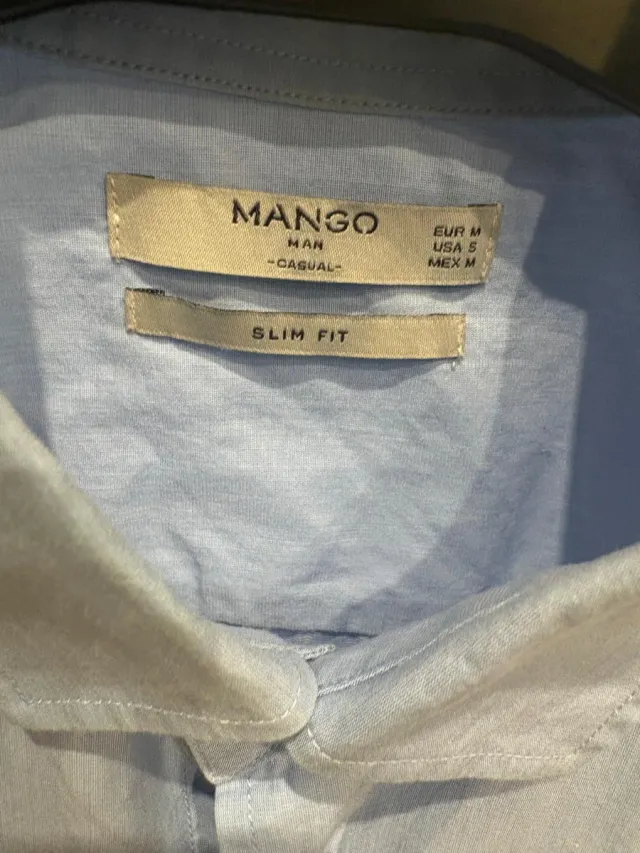 MANGO
MAN
-CASUAL-
EUR M
USA S
MEX M
SLIM FIT